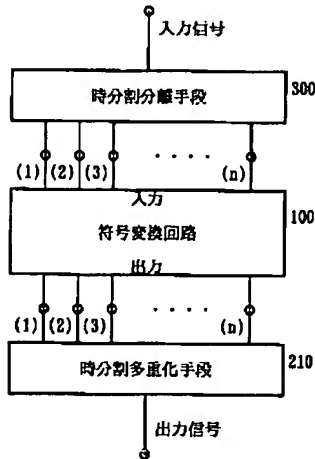 入力信号
時分割分離手段
300
(1) (2) (3) ････ (n)
入力
符号変換回路
100
出力
(1) (2) (3) ････ (n)
時分割多重化手段
210
出力信号